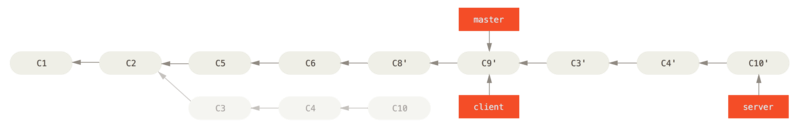 master
C1 C2 C5 C6 C8' C9' C3' C4' C10'
C3 C4 C10 client server